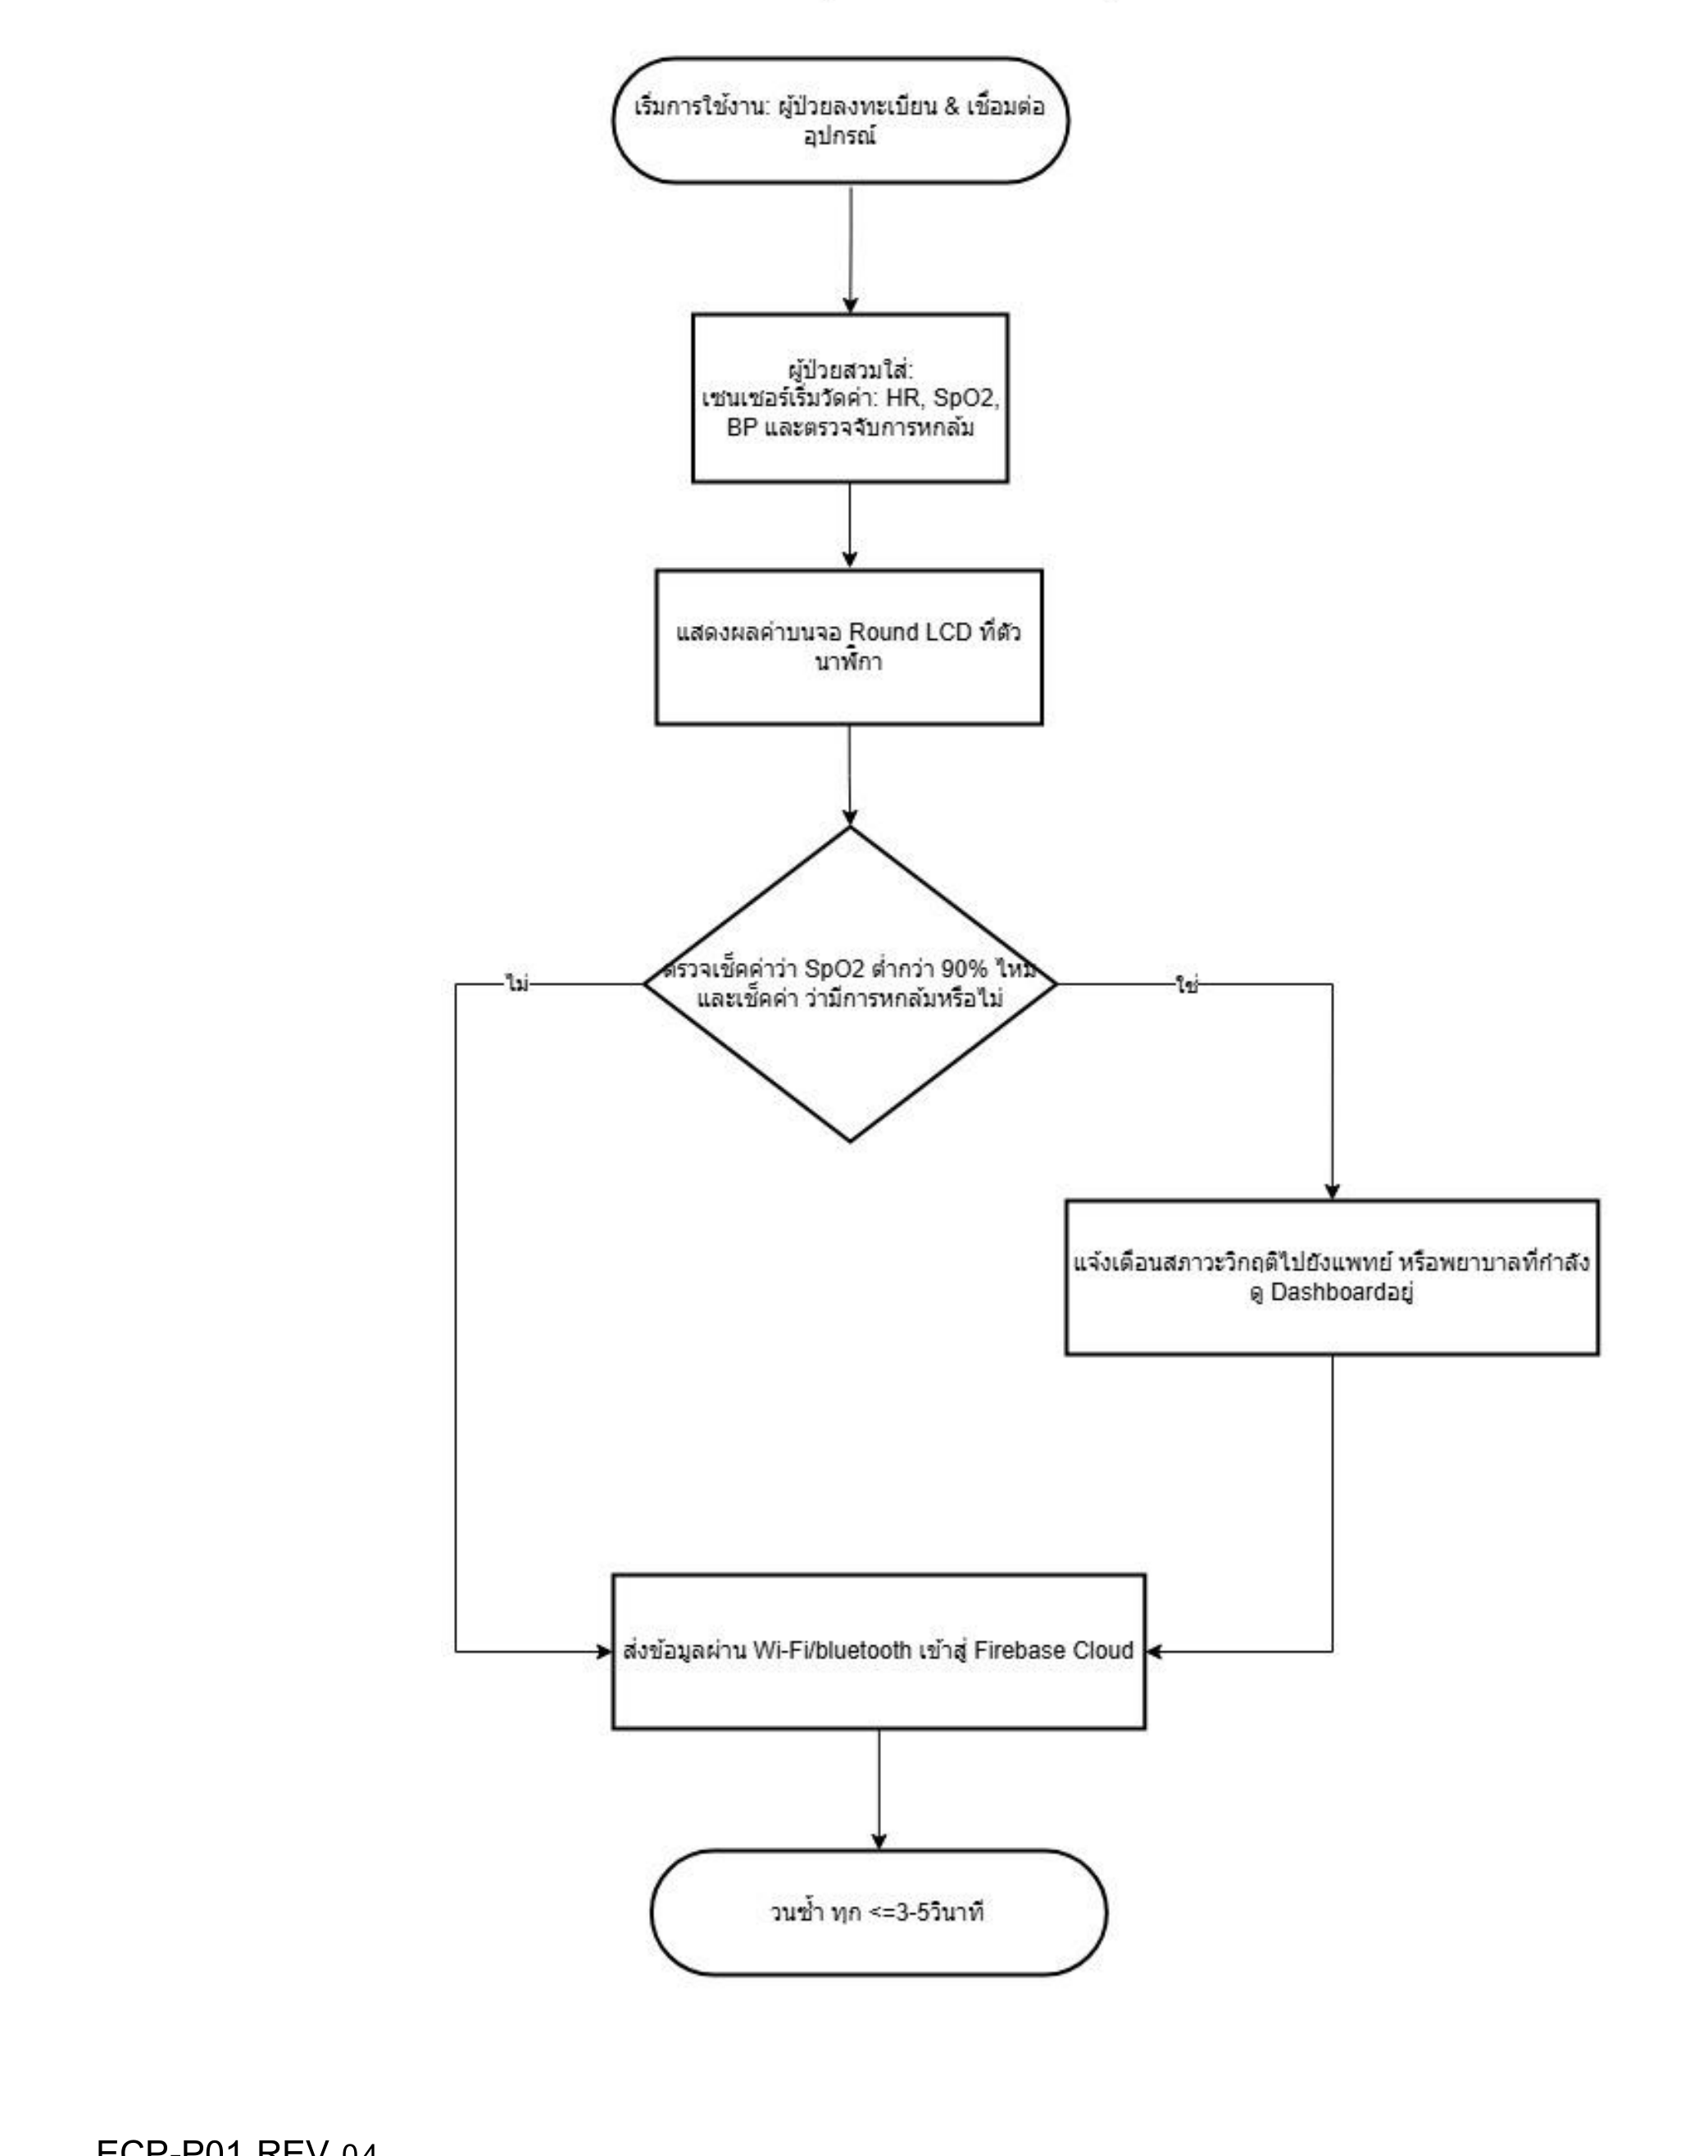 เริ่มการใช้งาน: ผู้ป่วยลงทะเบียน & เชื่อมต่อ
อุปกรณ์
ผู้ป่วยสวมใส่:
เซนเซอร์เริ่มวัดค่า: HR, SpO2,
BP และตรวจจับการหกล้ม
แสดงผลค่าบนจอ Round LCD ที่ตัว
นาฬิกา
ตรวจเช็คค่าว่า SpO2 ต่ำกว่า 90% ไหม
และเช็คค่า ว่ามีการหกล้มหรือไม่
ไม่
ใช่
แจ้งเตือนสภาวะวิกฤติไปยังแพทย์ หรือพยาบาลที่กำลัง
ดู Dashboardอยู่
ส่งข้อมูลผ่าน Wi-Fi/bluetooth เข้าสู่ Firebase Cloud
วนซ้ำ ทุก <=3-5วินาที
ECP-P01 REV 04